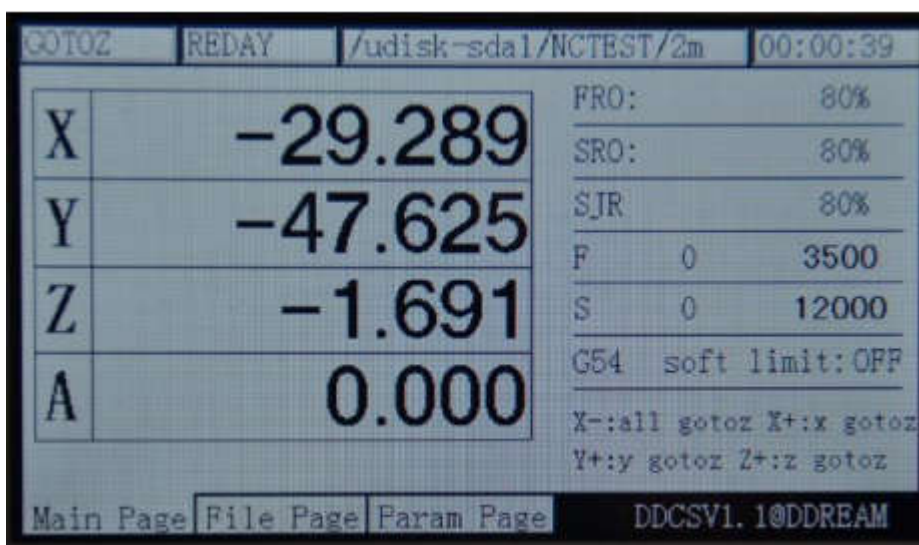 GOTOZ REDAY /udisk-sda1/NCTEST/2m 00:00:39
X -29.289
Y -47.625
Z -1.691
A 0.000
FRO: 80%
SRO: 80%
SJR 80%
F 0 3500
S 0 12000
G54 soft limit:OFF
X-:all gotoz X+:x gotoz
Y+:y gotoz Z+:z gotoz
Main Page File Page Param Page DDCSV1.1@DDREAM